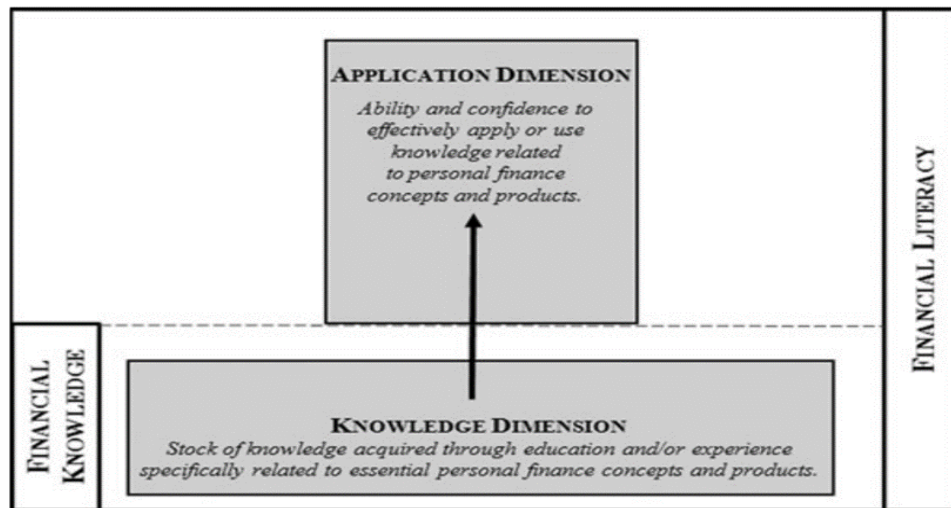 APPLICATION DIMENSION
Ability and confidence to
effectively apply or use
knowledge related
to personal finance
concepts and products.
FINANCIAL LITERACY
FINANCIAL
KNOWLEDGE
KNOWLEDGE DIMENSION
Stock of knowledge acquired through education and/or experience
specifically related to essential personal finance concepts and products.